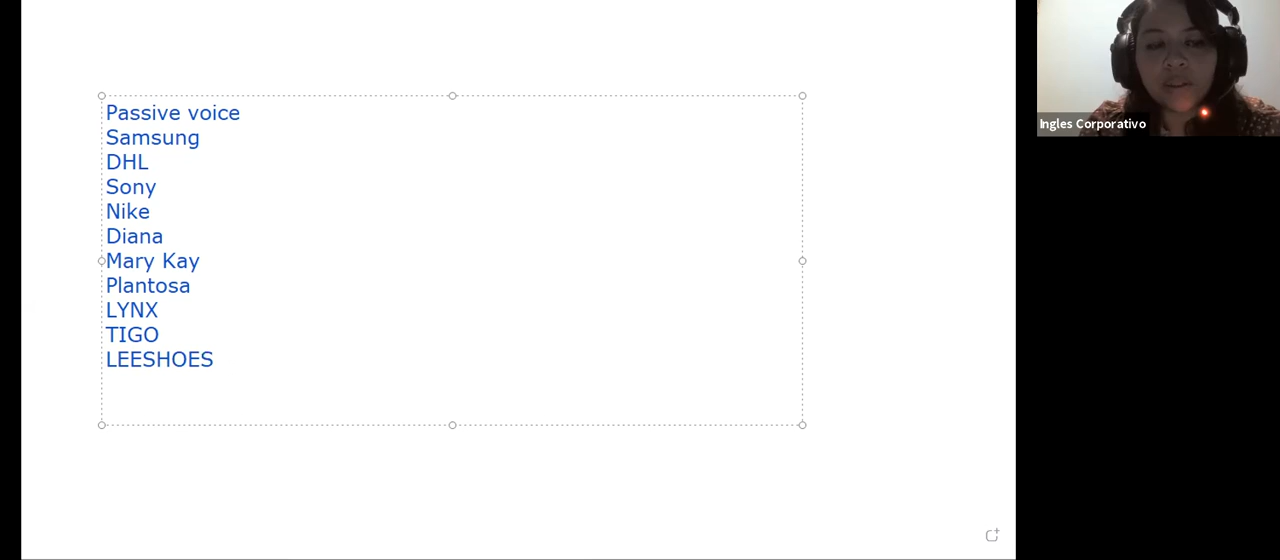 Passive voice
Samsung
DHL
Sony
Nike
Diana
Mary Kay
Plantosa
LYNX
TIGO
LEESHOES
Ingles Corporativo